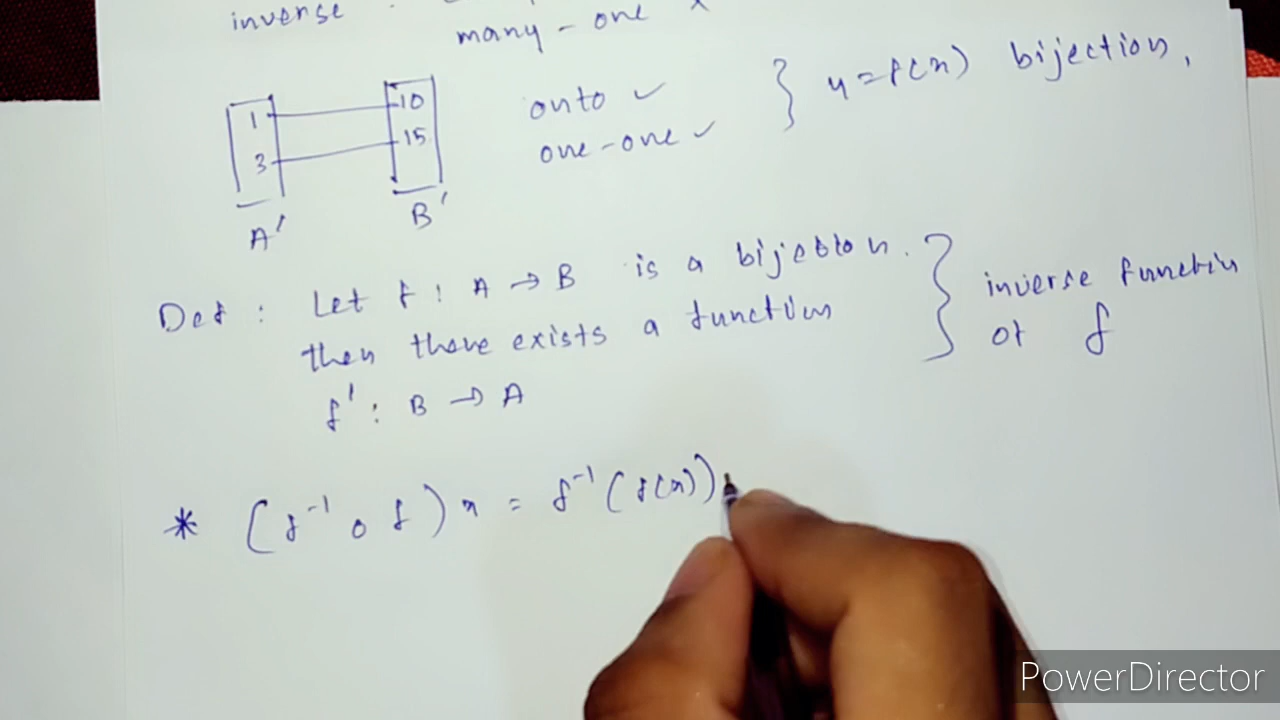 inverse :
many - one x
1 10 onto ✓ } y = f(x) bijection,
3 15 one-one ✓
A' B'
Def : Let f : A → B is a bijection. } inverse function
then there exists a function of f
f' : B → A
* (f⁻¹ o f) x = f⁻¹ (f(x))
PowerDirector